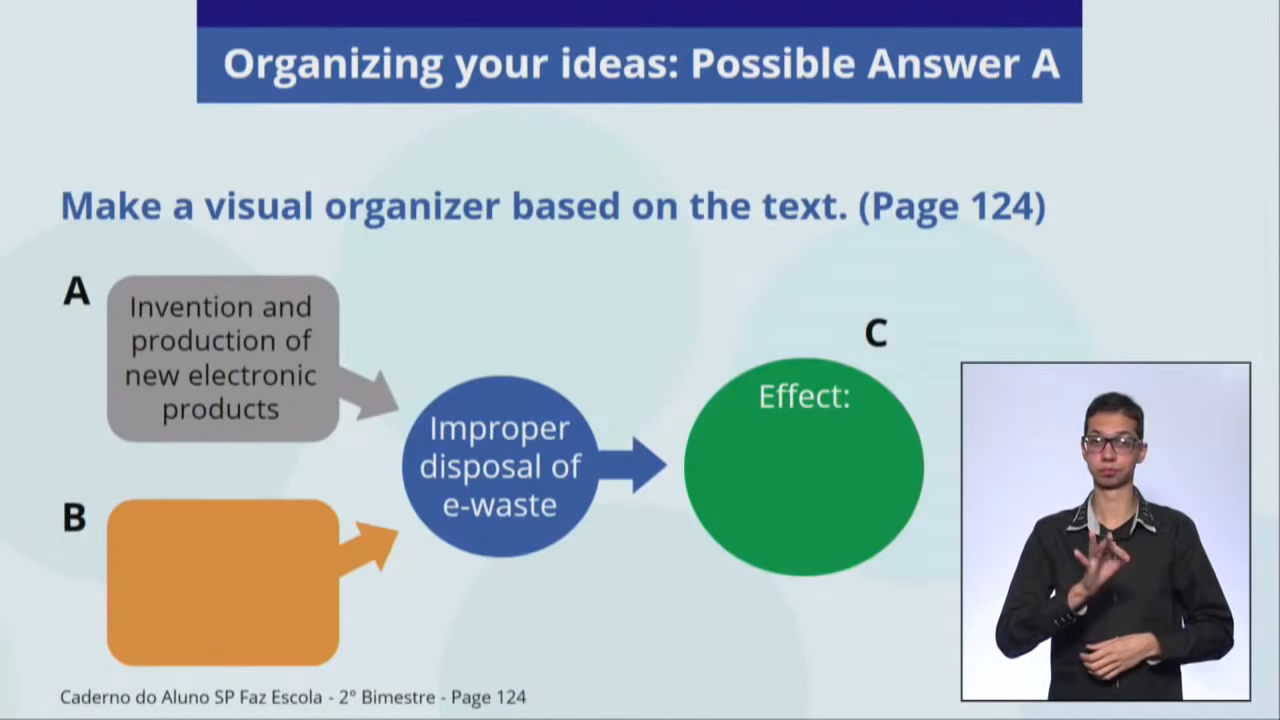 Organizing your ideas: Possible Answer A
Make a visual organizer based on the text. (Page 124)
A
Invention and
production of
new electronic
products
B
Improper
disposal of
e-waste
C
Effect:
Caderno do Aluno SP Faz Escola - 2° Bimestre - Page 124